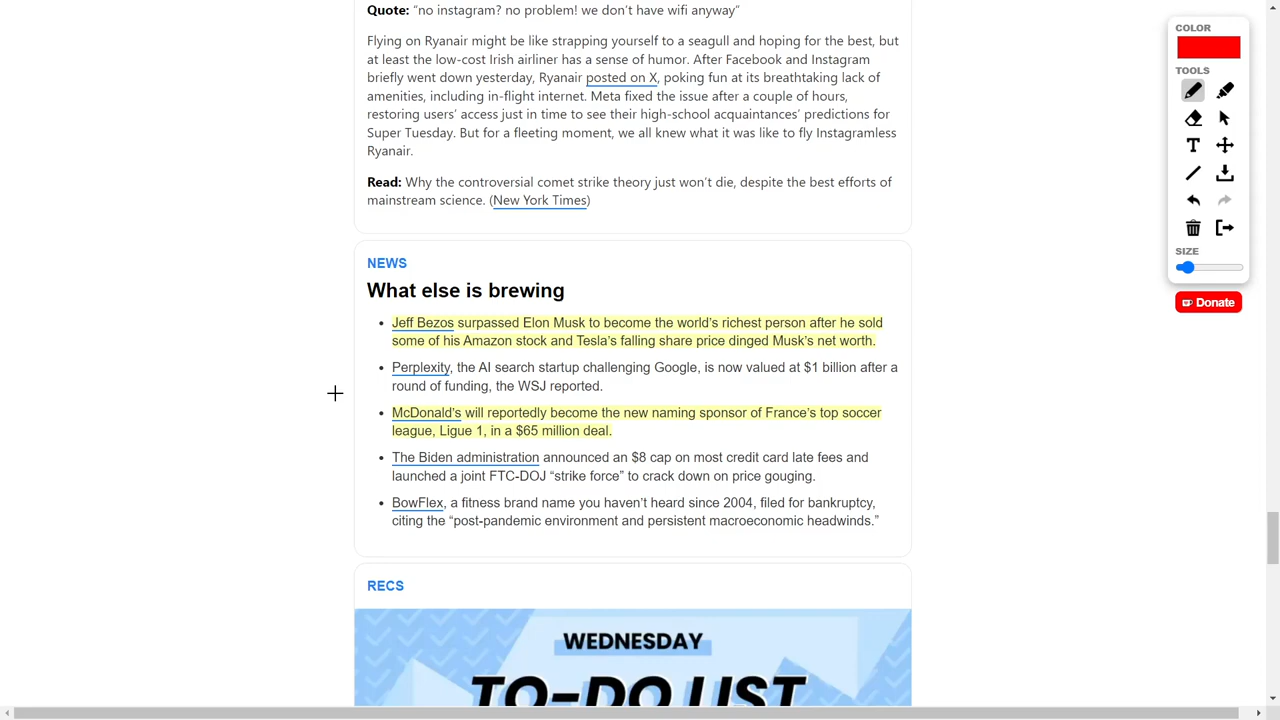 Quote: “no instagram? no problem! we don’t have wifi anyway”
Flying on Ryanair might be like strapping yourself to a seagull and hoping for the best, but
at least the low-cost Irish airliner has a sense of humor. After Facebook and Instagram
briefly went down yesterday, Ryanair posted on X, poking fun at its breathtaking lack of
amenities, including in-flight internet. Meta fixed the issue after a couple of hours,
restoring users’ access just in time to see their high-school acquaintances’ predictions for
Super Tuesday. But for a fleeting moment, we all knew what it was like to fly Instagramless
Ryanair.
Read: Why the controversial comet strike theory just won’t die, despite the best efforts of
mainstream science. (New York Times)
NEWS
What else is brewing
• Jeff Bezos surpassed Elon Musk to become the world’s richest person after he sold
some of his Amazon stock and Tesla’s falling share price dinged Musk’s net worth.
• Perplexity, the AI search startup challenging Google, is now valued at $1 billion after a
round of funding, the WSJ reported.
• McDonald’s will reportedly become the new naming sponsor of France’s top soccer
league, Ligue 1, in a $65 million deal.
• The Biden administration announced an $8 cap on most credit card late fees and
launched a joint FTC-DOJ “strike force” to crack down on price gouging.
• BowFlex, a fitness brand name you haven’t heard since 2004, filed for bankruptcy,
citing the “post-pandemic environment and persistent macroeconomic headwinds.”
RECS
WEDNESDAY
TO-DO LIST
COLOR
TOOLS
T
SIZE
Donate